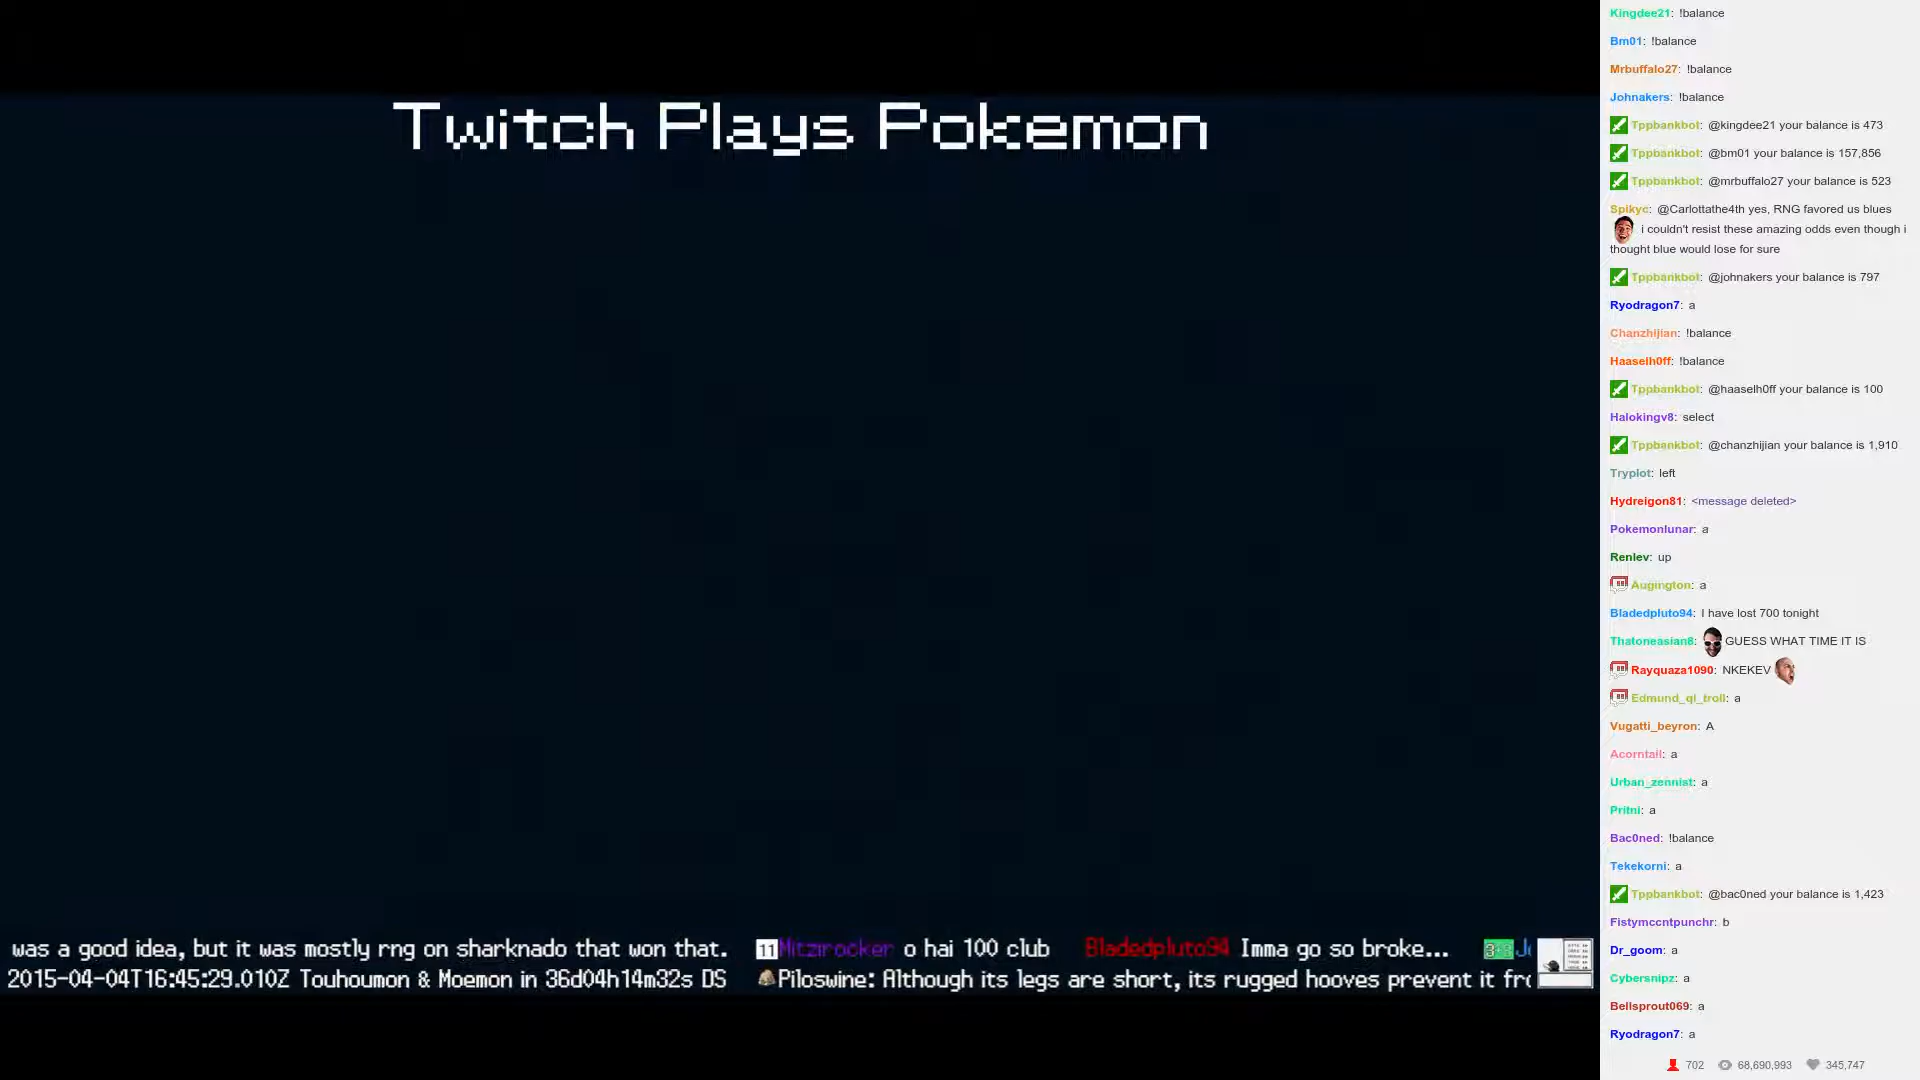 Twitch Plays Pokemon
was a good idea, but it was mostly rng on sharknado that won that. 11 Mitzirocker o hai 100 club Bladedpluto94 Imma go so broke...
2015-04-04T16:45:29.010Z Touhoumon & Moemon in 36d04h14m32s DS Piloswine: Although its legs are short, its rugged hooves prevent it
Kingdee21: !balance
Bm01: !balance
Mrbuffalo27: !balance
Johnakers: !balance
Tppbankbot: @kingdee21 your balance is 473
Tppbankbot: @bm01 your balance is 157,856
Tppbankbot: @mrbuffalo27 your balance is 523
Spikyc: @Carlottathe4th yes, RNG favored us blues
i couldn't resist these amazing odds even though i
thought blue would lose for sure
Tppbankbot: @johnakers your balance is 797
Ryodragon7: a
Chanzhijian: !balance
Haaselh0ff: !balance
Tppbankbot: @haaselh0ff your balance is 100
Halokingv8: select
Tppbankbot: @chanzhijian your balance is 1,910
Tryplot: left
Hydreigon81: <message deleted>
Pokemonlunar: a
Renlev: up
Augington: a
Bladedpluto94: I have lost 700 tonight
Thatoneasian8: GUESS WHAT TIME IT IS
Rayquaza1090: NKEKEV
Edmund_ql_troll: a
Vugatti_beyron: A
Acorntail: a
Urban_zennist: a
Pritni: a
Bac0ned: !balance
Tekekorni: a
Tppbankbot: @bac0ned your balance is 1,423
Fistymccntpunchr: b
Dr_goom: a
Cybersnipz: a
Bellsprout069: a
Ryodragon7: a
702 68,690,993 345,747